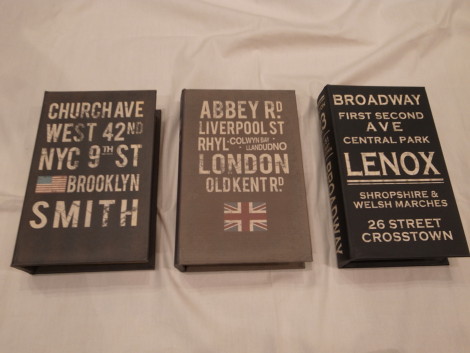 CHURCH AVE
WEST 42ND
NYC 9TH ST
BROOKLYN
SMITH
ABBEY RD
LIVERPOOL ST
RHYL-COLWYN BAY
LLANDUDNO
LONDON
OLD KENT RD
BROADWAY
FIRST SECOND
AVE
CENTRAL PARK
LENOX
SHROPSHIRE &
WELSH MARCHES
26 STREET
CROSSTOWN
BROADWAY